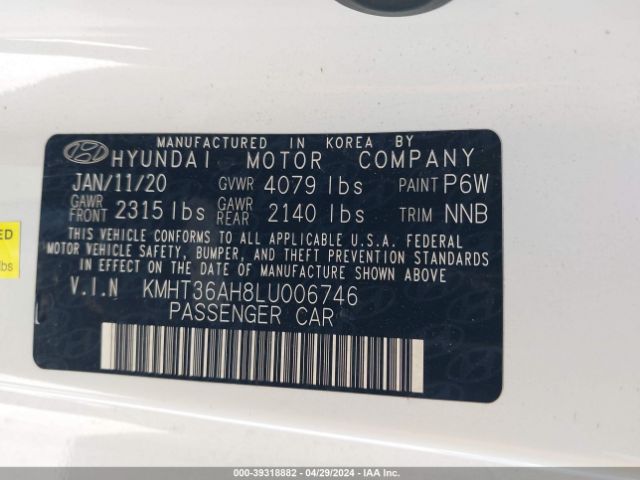 MANUFACTURED IN KOREA BY
HYUNDAI MOTOR COMPANY
JAN/11/20 GVWR 4079 lbs PAINT P6W
GAWR FRONT 2315 lbs GAWR REAR 2140 lbs TRIM NNB
THIS VEHICLE CONFORMS TO ALL APPLICABLE U.S.A. FEDERAL
MOTOR VEHICLE SAFETY, BUMPER, AND THEFT PREVENTION STANDARDS
IN EFFECT ON THE DATE OF MANUFACTURE SHOWN ABOVE.
V.I.N KMHT36AH8LU006746
PASSENGER CAR
ED
lbs
000-39318882 - 04/29/2024 - IAA Inc.